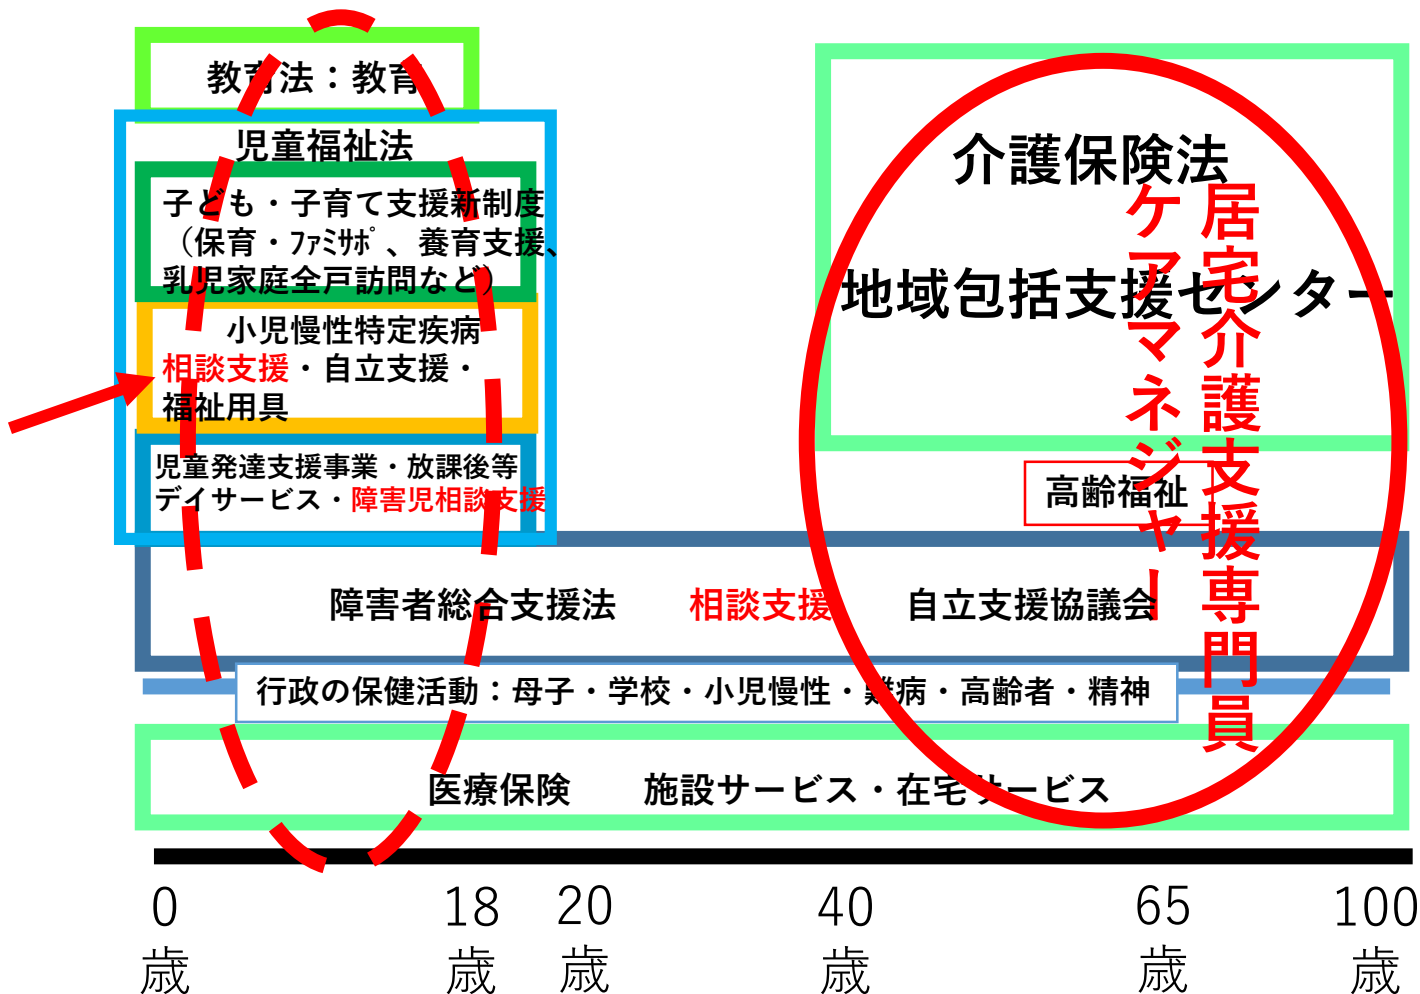 教育法：教育
児童福祉法
子ども・子育て支援新制度
（保育・ﾌｧﾐｻﾎﾟ、養育支援、
乳児家庭全戸訪問など）
小児慢性特定疾病
相談支援・自立支援・
福祉用具
児童発達支援事業・放課後等
デイサービス・障害児相談支援
介護保険法
地域包括支援センター
居宅介護支援専門員
ケアマネジャー
高齢福祉
障害者総合支援法　相談支援　自立支援協議会
行政の保健活動：母子・学校・小児慢性・難病・高齢者・精神
医療保険　施設サービス・在宅サービス
0 18 20 40 65 100
歳 歳 歳 歳 歳 歳